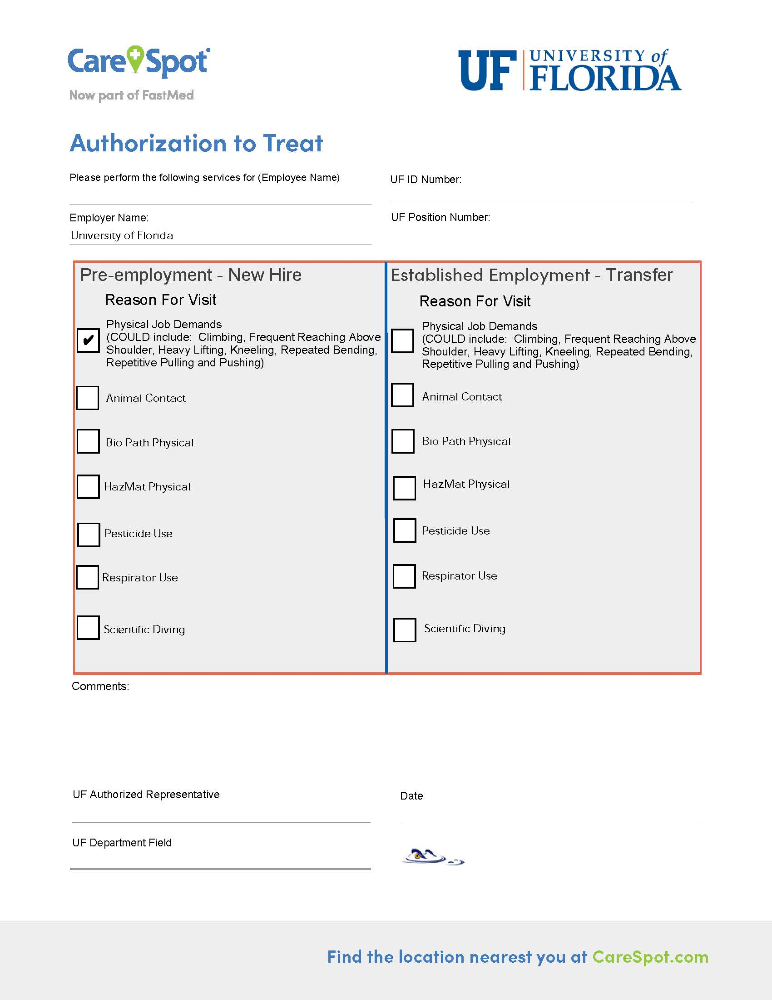 CareSpot
Now part of FastMed
UF UNIVERSITY of FLORIDA
Authorization to Treat
Please perform the following services for (Employee Name)
UF ID Number:
Employer Name:
University of Florida
UF Position Number:
Pre-employment - New Hire
Reason For Visit
Physical Job Demands
(COULD include:  Climbing, Frequent Reaching Above
Shoulder, Heavy Lifting, Kneeling, Repeated Bending,
Repetitive Pulling and Pushing)
Animal Contact
Bio Path Physical
HazMat Physical
Pesticide Use
Respirator Use
Scientific Diving
Established Employment - Transfer
Reason For Visit
Physical Job Demands
(COULD include:  Climbing, Frequent Reaching Above
Shoulder, Heavy Lifting, Kneeling, Repeated Bending,
Repetitive Pulling and Pushing)
Animal Contact
Bio Path Physical
HazMat Physical
Pesticide Use
Respirator Use
Scientific Diving
Comments:
UF Authorized Representative
Date
UF Department Field
Find the location nearest you at CareSpot.com